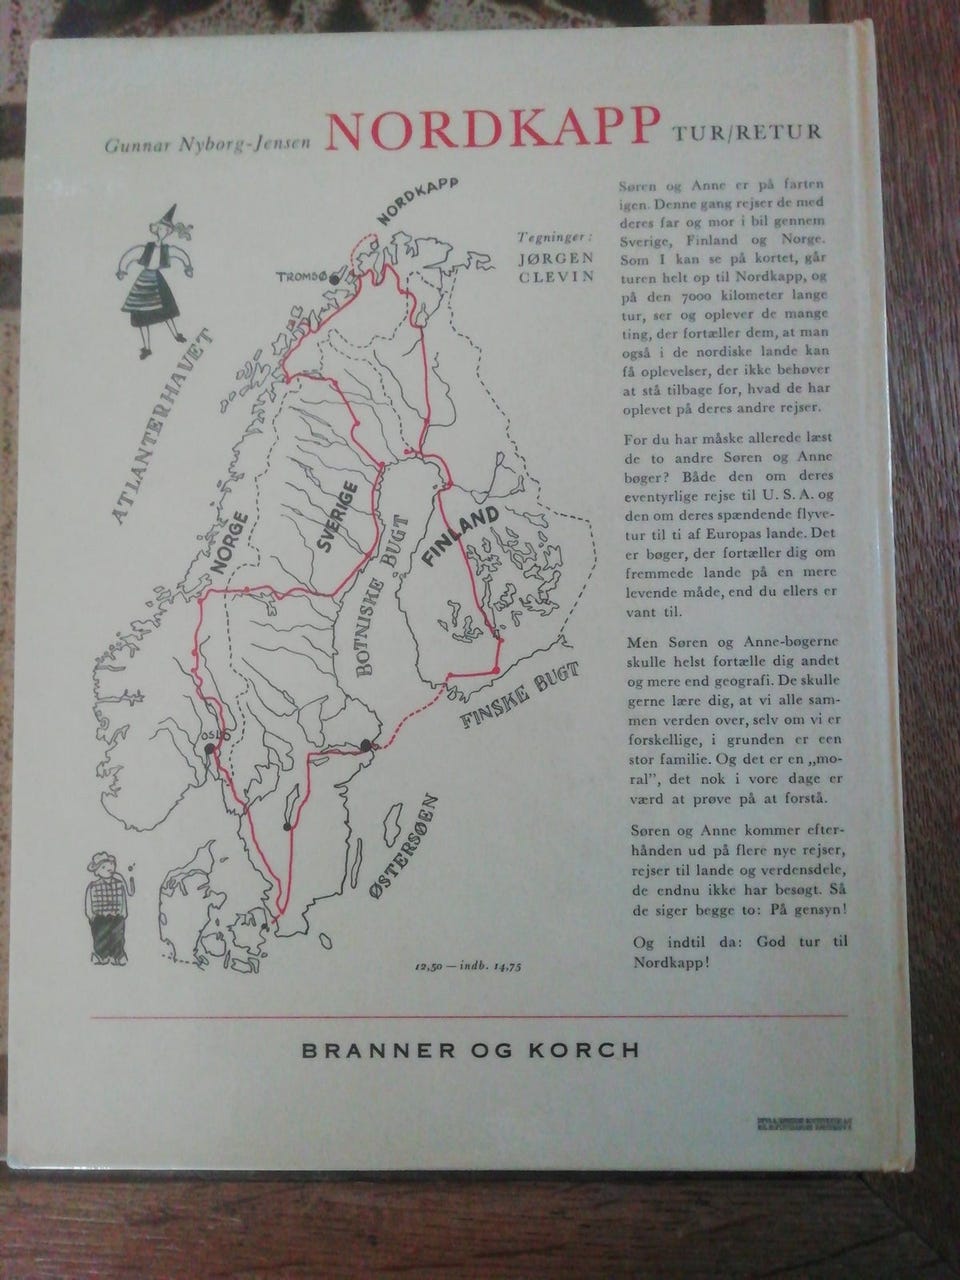 Gunnar Nyborg-Jensen NORDKAPP TUR/RETUR
NORDKAPP
TROMSØ
Tegninger:
JØRGEN
CLEVIN
ATLANTERHAVET
NORGE
SVERIGE
BOTNISKE BUGT
FINLAND
FINSKE BUGT
OSLO
ØSTERSØEN
12,50 — indb. 14,75
Søren og Anne er på farten
igen. Denne gang rejser de med
deres far og mor i bil gennem
Sverige, Finland og Norge.
Som I kan se på kortet, går
turen helt op til Nordkapp, og
på den 7000 kilometer lange
tur, ser og oplever de mange
ting, der fortæller dem, at man
også i de nordiske lande kan
få oplevelser, der ikke behøver
at stå tilbage for, hvad de har
oplevet på deres andre rejser.
For du har måske allerede læst
de to andre Søren og Anne
bøger? Både den om deres
eventyrlige rejse til U. S. A. og
den om deres spændende flyve-
tur til ti af Europas lande. Det
er bøger, der fortæller dig om
fremmede lande på en mere
levende måde, end du ellers er
vant til.
Men Søren og Anne-bøgerne
skulle helst fortælle dig andet
og mere end geografi. De skulle
gerne lære dig, at vi alle sam-
men verden over, selv om vi er
forskellige, i grunden er een
stor familie. Og det er en „mo-
ral”, det nok i vore dage er
værd at prøve på at forstå.
Søren og Anne kommer efter-
hånden ud på flere nye rejser,
rejser til lande og verdensdele,
de endnu ikke har besøgt. Så
de siger begge to: På gensyn!
Og indtil da: God tur til
Nordkapp!
BRANNER OG KORCH